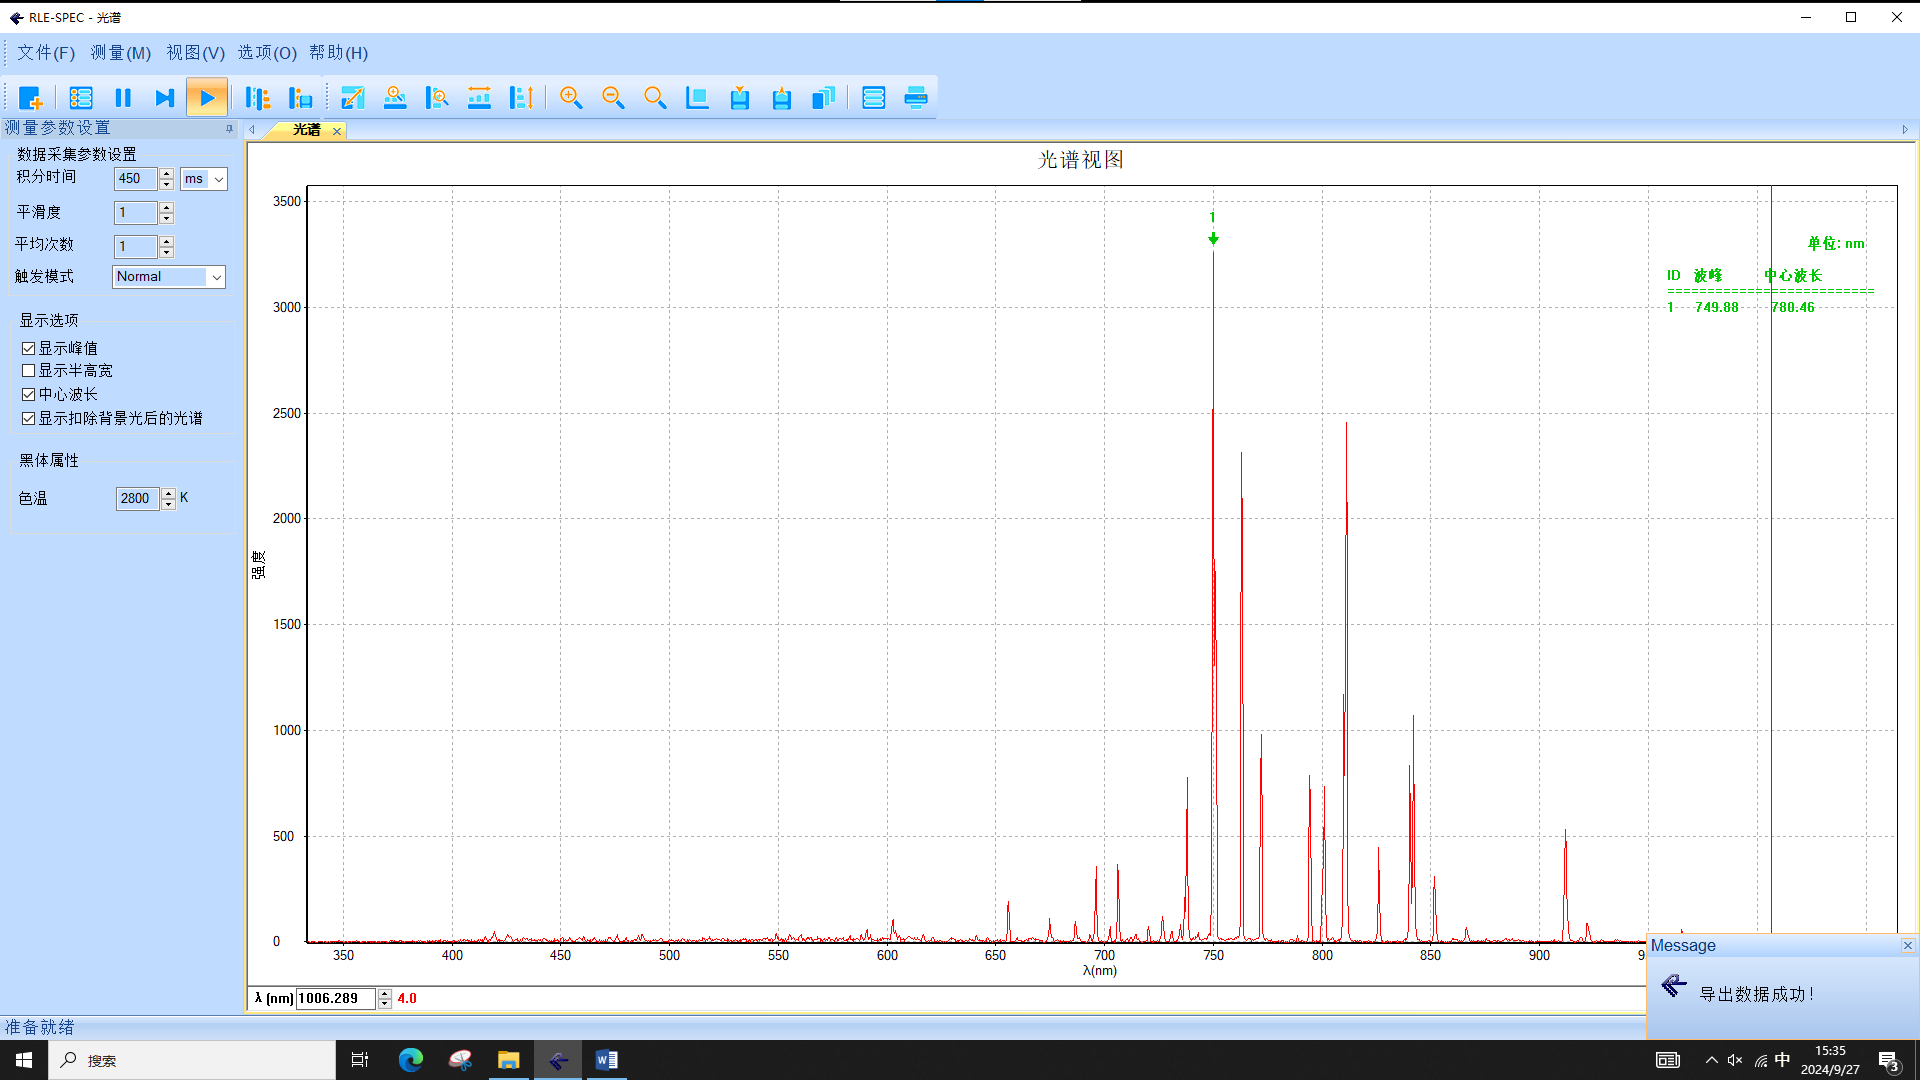 RLE-SPEC - 光谱
文件(F) 测量(M) 视图(V) 选项(O) 帮助(H)
测量参数设置
光谱
数据采集参数设置
积分时间 450 ms
平滑度 1
平均次数 1
触发模式 Normal
显示选项
显示峰值
显示半高宽
中心波长
显示扣除背景光后的光谱
黑体属性
色温 2800 K
光谱视图
3500
3000
2500
2000
1500
1000
500
0
强度
1
单位: nm
ID 波峰 中心波长
=============================
1 749.88 780.46
350 400 450 500 550 600 650 700 750 800 850 900 9
λ(nm)
λ (nm) 1006.289 4.0
Message
导出数据成功!
准备就绪
搜索
中
15:35
2024/9/27
3